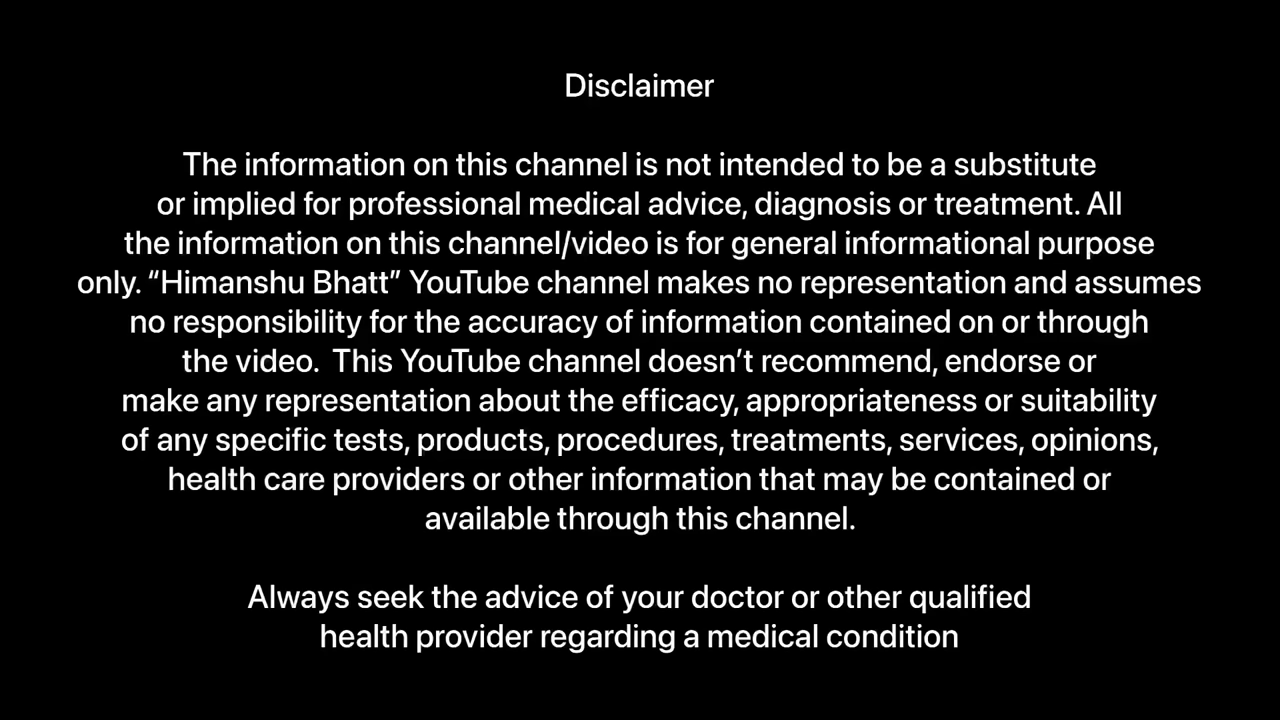 Disclaimer
The information on this channel is not intended to be a substitute
or implied for professional medical advice, diagnosis or treatment. All
the information on this channel/video is for general informational purpose
only. “Himanshu Bhatt” YouTube channel makes no representation and assumes
no responsibility for the accuracy of information contained on or through
the video.  This YouTube channel doesn’t recommend, endorse or
make any representation about the efficacy, appropriateness or suitability
of any specific tests, products, procedures, treatments, services, opinions,
health care providers or other information that may be contained or
available through this channel.
Always seek the advice of your doctor or other qualified
health provider regarding a medical condition